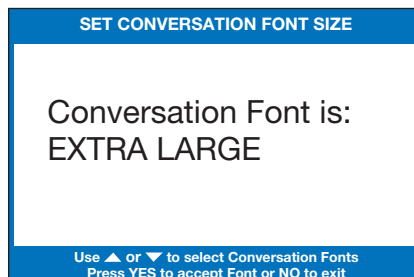 SET CONVERSATION FONT SIZE
Conversation Font is:
EXTRA LARGE
Use ▲ or ▼ to select Conversation Fonts
Press YES to accept Font or NO to exit